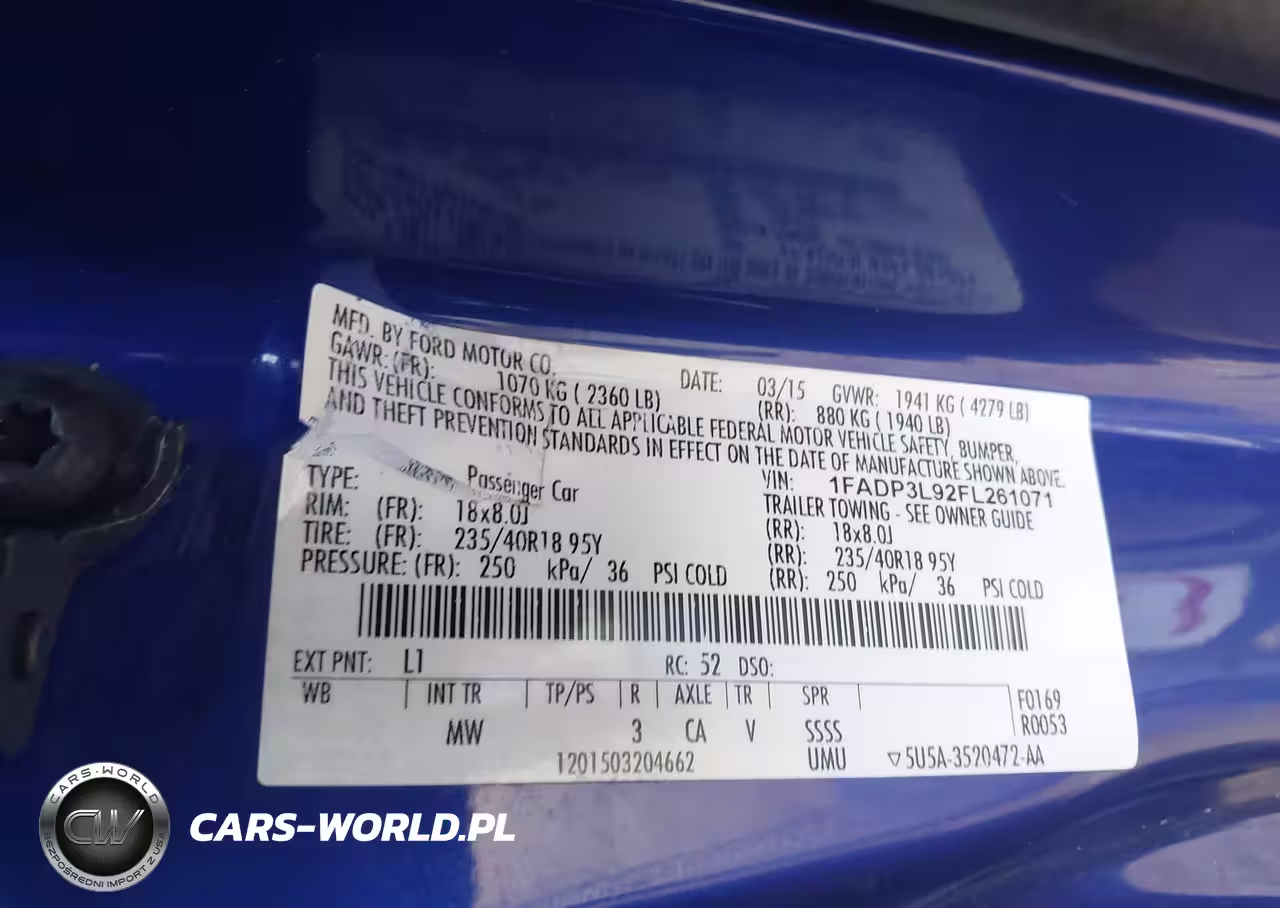 MFD. BY FORD MOTOR CO.
DATE: 03/15 GVWR: 1941 KG ( 4279 LB)
GAWR: (FR): 1070 KG ( 2360 LB) (RR): 880 KG ( 1940 LB)
THIS VEHICLE CONFORMS TO ALL APPLICABLE FEDERAL MOTOR VEHICLE SAFETY, BUMPER,
AND THEFT PREVENTION STANDARDS IN EFFECT ON THE DATE OF MANUFACTURE SHOWN ABOVE.
VIN: 1FADP3L92FL261071
TYPE: Passenger Car TRAILER TOWING - SEE OWNER GUIDE
RIM: (FR): 18x8.0J (RR): 18x8.0J
TIRE: (FR): 235/40R18 95Y (RR): 235/40R18 95Y
PRESSURE: (FR): 250 kPa/ 36 PSI COLD (RR): 250 kPa/ 36 PSI COLD
EXT PNT: L1 RC: 52 DSO:
WB INT TR TP/PS R AXLE TR SPR F0169
R0053
MW 3 CA V SSSS
1201503204662 UMU ▽5U5A-3520472-AA
CARS-WORLD
CW
BEZPOŚREDNI IMPORT Z USA
CARS-WORLD.PL